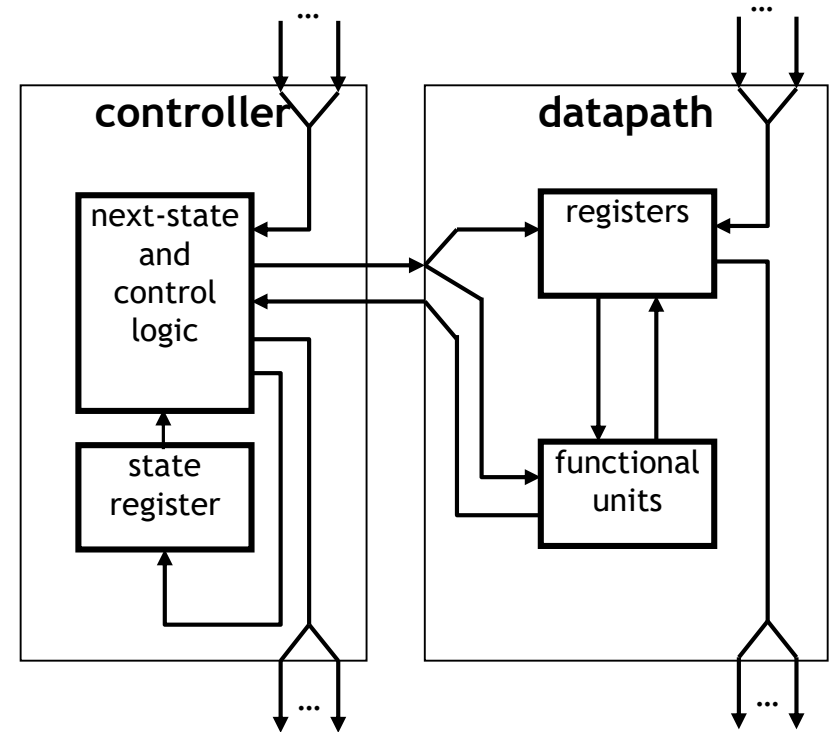 ...
...
controller
datapath
next-state
and
control
logic
registers
state
register
functional
units
...
...